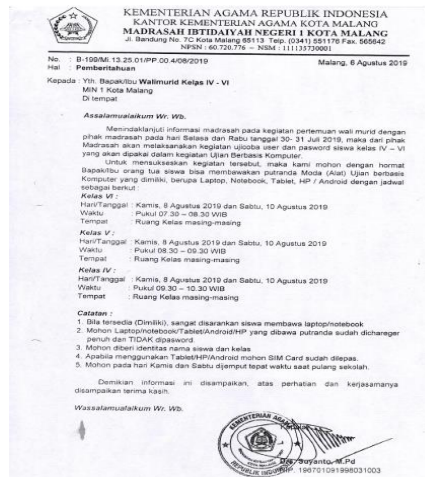 KEMENTERIAN AGAMA REPUBLIK INDONESIA
KANTOR KEMENTERIAN AGAMA KOTA MALANG
MADRASAH IBTIDAIYAH NEGERI 1 KOTA MALANG
Jl. Bandung No. 7C Kota Malang 65113 Telp. (0341) 551176 Fax. 565642
NPSN : 60.720.776 – NSM : 111135730001
No. : B-199/Mi.13.25.01/PP.00.4/08/2019 Malang, 6 Agustus 2019
Hal : Pemberitahuan
Kepada : Yth. Bapak/Ibu Walimurid Kelas IV - VI
MIN 1 Kota Malang
Di tempat
Assalamualaikum Wr. Wb.
Menindaklanjuti informasi madrasah pada kegiatan pertemuan wali murid dengan
pihak madrasah pada hari Selasa dan Rabu tanggal 30- 31 Juli 2019, maka dari pihak
Madrasah akan melaksanakan kegiatan ujicoba user dan pasword siswa kelas IV – VI
yang akan dipakai dalam kegiatan Ujian Berbasis Komputer.
Untuk mensukseskan kegiatan tersebut, maka kami mohon dengan hormat
Bapak/Ibu orang tua siswa bisa membawakan putranda Moda (Alat) Ujian berbasis
Komputer yang dimiliki, berupa Laptop, Notebook, Tablet, HP / Android dengan jadwal
sebagai berkut :
Kelas VI :
Hari/Tanggal : Kamis, 8 Agustus 2019 dan Sabtu, 10 Agustus 2019
Waktu : Pukul 07.30 – 08.30 WIB
Tempat : Ruang Kelas masing-masing
Kelas V :
Hari/Tanggal : Kamis, 8 Agustus 2019 dan Sabtu, 10 Agustus 2019
Waktu : Pukul 08.30 – 09.30 WIB
Tempat : Ruang Kelas masing-masing
Kelas IV :
Hari/Tanggal : Kamis, 8 Agustus 2019 dan Sabtu, 10 Agustus 2019
Waktu : Pukul 09.30 – 10.30 WIB
Tempat : Ruang Kelas masing-masing
Catatan :
1. Bila tersedia (Dimiliki), sangat disarankan siswa membawa laptop/notebook
2. Mohon Laptop/notebook/Tablet/Android/HP yang dibawa putranda sudah dichareger
penuh dan TIDAK dipasword.
3. Mohon diberi identitas nama siswa dan kelas
4. Apabila menggunakan Tablet/HP/Android mohon SIM Card sudah dilepas.
5. Mohon pada hari Kamis dan Sabtu dijemput tepat waktu saat pulang sekolah.
Demikian informasi ini disampaikan, atas perhatian dan kerjasamanya
disampaikan terima kasih.
Wassalamualaikum Wr. Wb.
KEMENTERIAN AGAMA
REPUBLIK INDONESIA
Drs. Suyanto, M.Pd
NIP. 196701091998031003